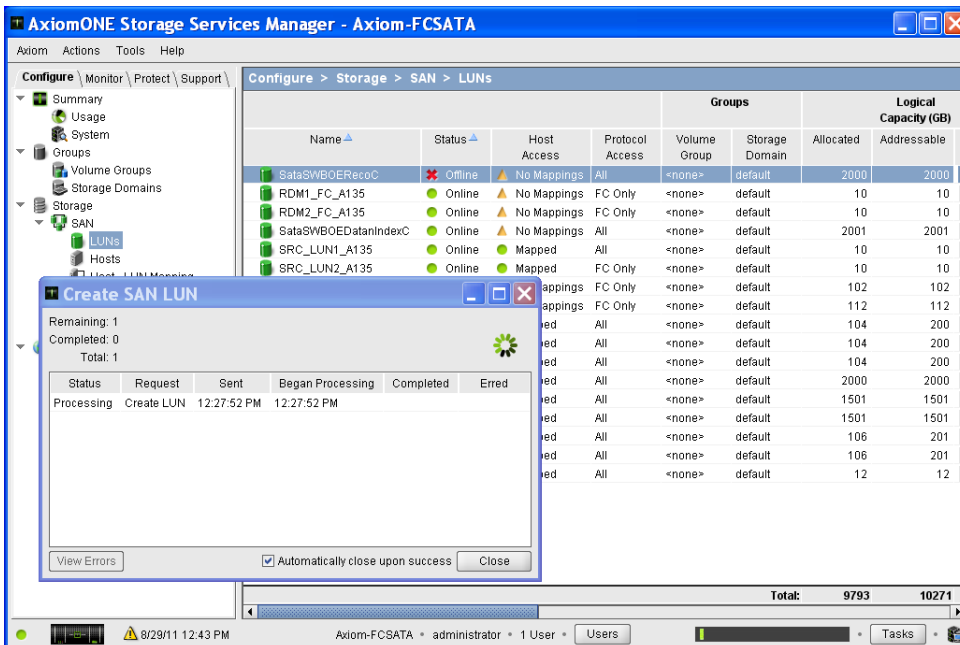 AxiomONE Storage Services Manager - Axiom-FCSATA
Axiom Actions Tools Help
Configure Monitor Protect Support
Summary
Usage
System
Groups
Volume Groups
Storage Domains
Storage
SAN
LUNs
Hosts
Configure > Storage > SAN > LUNs
Groups Logical Capacity (GB)
Name Status Host Access Protocol Access Volume Group Storage Domain Allocated Addressable
SataSWBOERecoC Offline No Mappings All <none> default 2000 2000
RDM1_FC_A135 Online No Mappings FC Only <none> default 10 10
RDM2_FC_A135 Online No Mappings FC Only <none> default 10 10
SataSWBOEDatanIndexC Online No Mappings All <none> default 2001 2001
SRC_LUN1_A135 Online Mapped All <none> default 10 10
SRC_LUN2_A135 Online Mapped FC Only <none> default 10 10
FC Only <none> default 102 102
FC Only <none> default 112 112
All <none> default 104 200
All <none> default 104 200
All <none> default 104 200
All <none> default 2000 2000
All <none> default 1501 1501
All <none> default 1501 1501
All <none> default 106 201
All <none> default 106 201
All <none> default 12 12
Total: 9793 10271
Create SAN LUN
Remaining: 1
Completed: 0
Total: 1
Status Request Sent Began Processing Completed Erred
Processing Create LUN 12:27:52 PM 12:27:52 PM
View Errors Automatically close upon success Close
8/29/11 12:43 PM Axiom-FCSATA • administrator • 1 User • Users • Tasks •